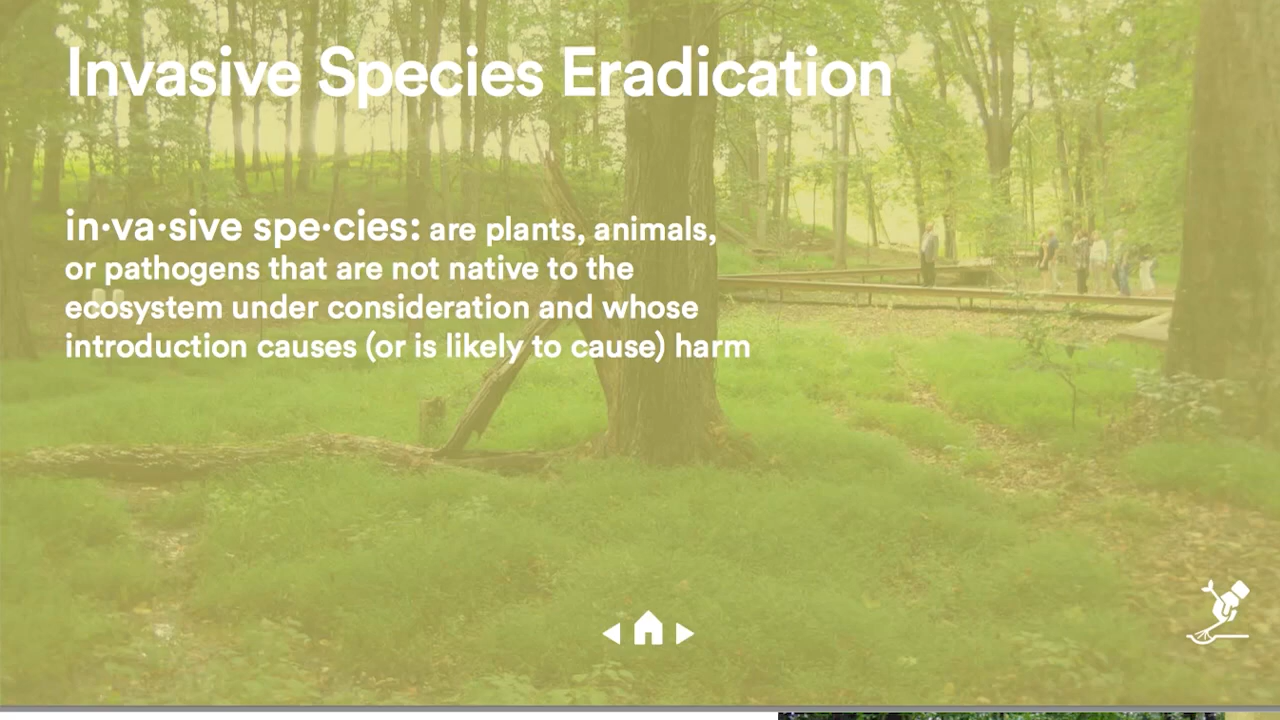 Invasive Species Eradication
in·va·sive spe·cies: are plants, animals,
or pathogens that are not native to the
ecosystem under consideration and whose
introduction causes (or is likely to cause) harm